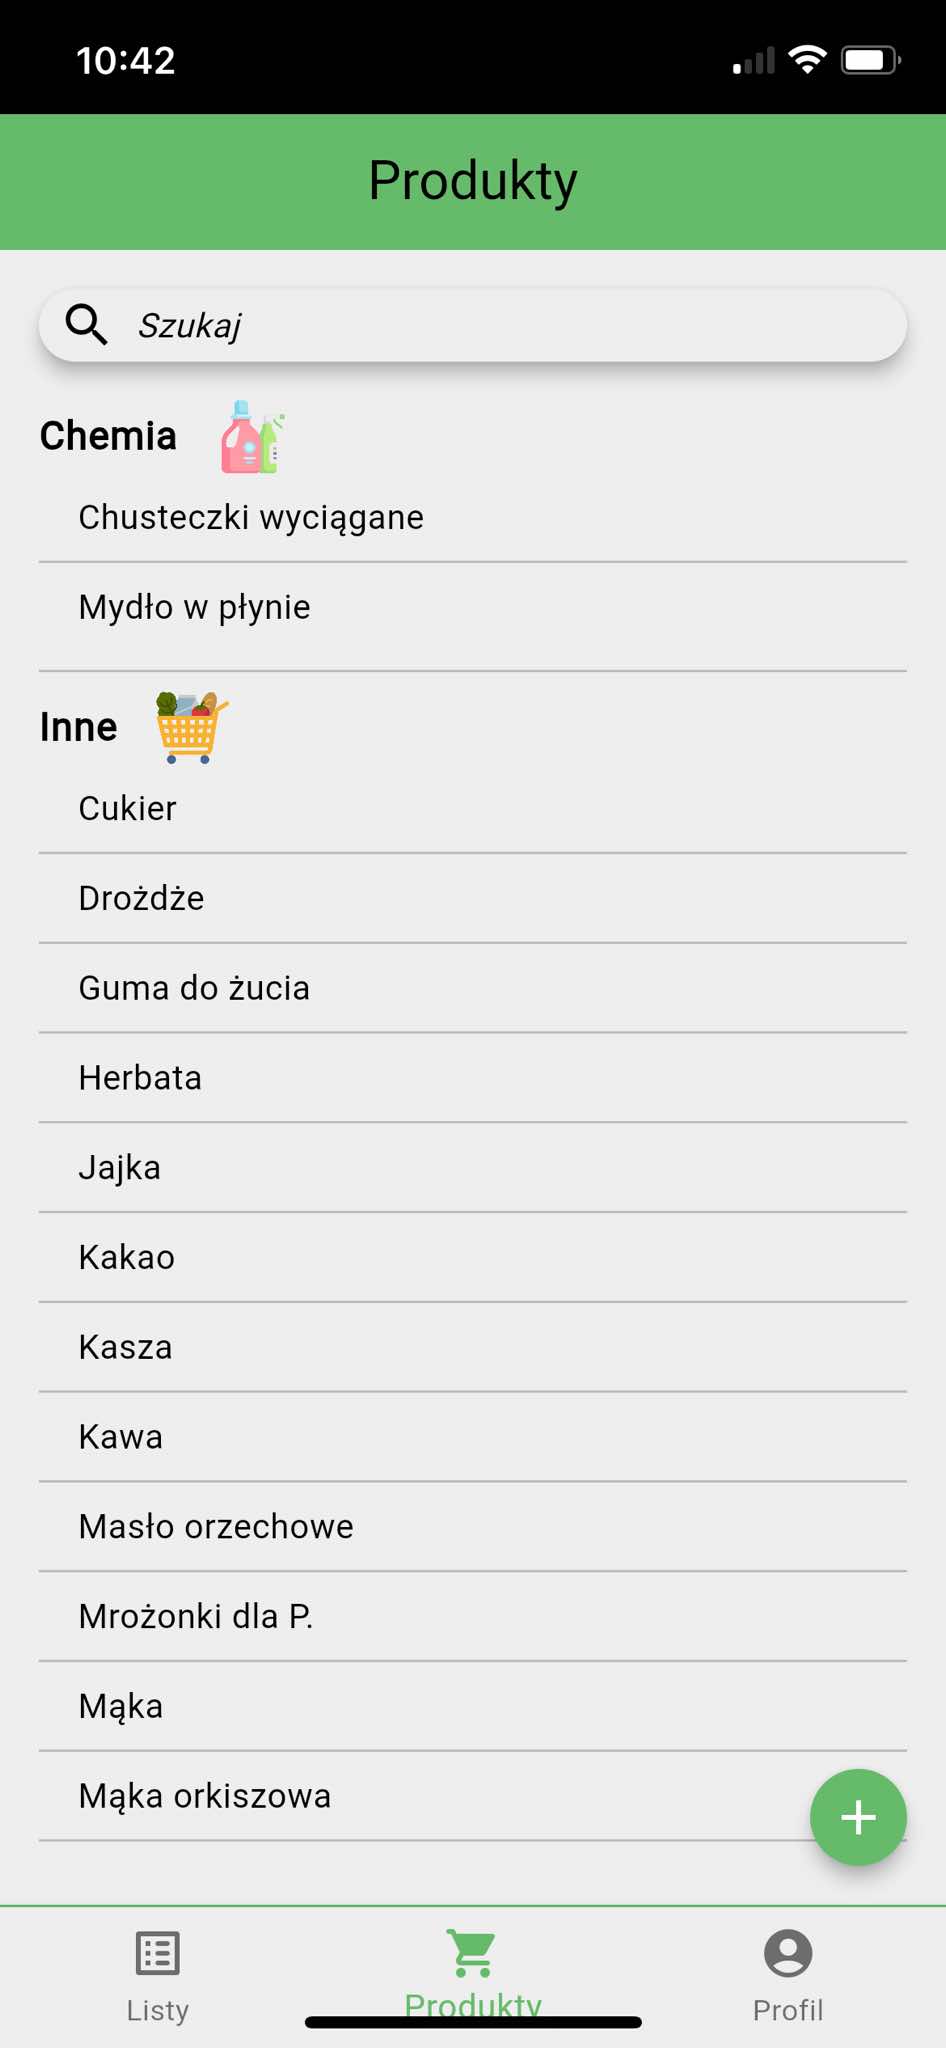 10:42
Produkty
Szukaj
Chemia
Chusteczki wyciągane
Mydło w płynie
Inne
Cukier
Drożdże
Guma do żucia
Herbata
Jajka
Kakao
Kasza
Kawa
Masło orzechowe
Mrożonki dla P.
Mąka
Mąka orkiszowa
Listy
Produkty
Profil